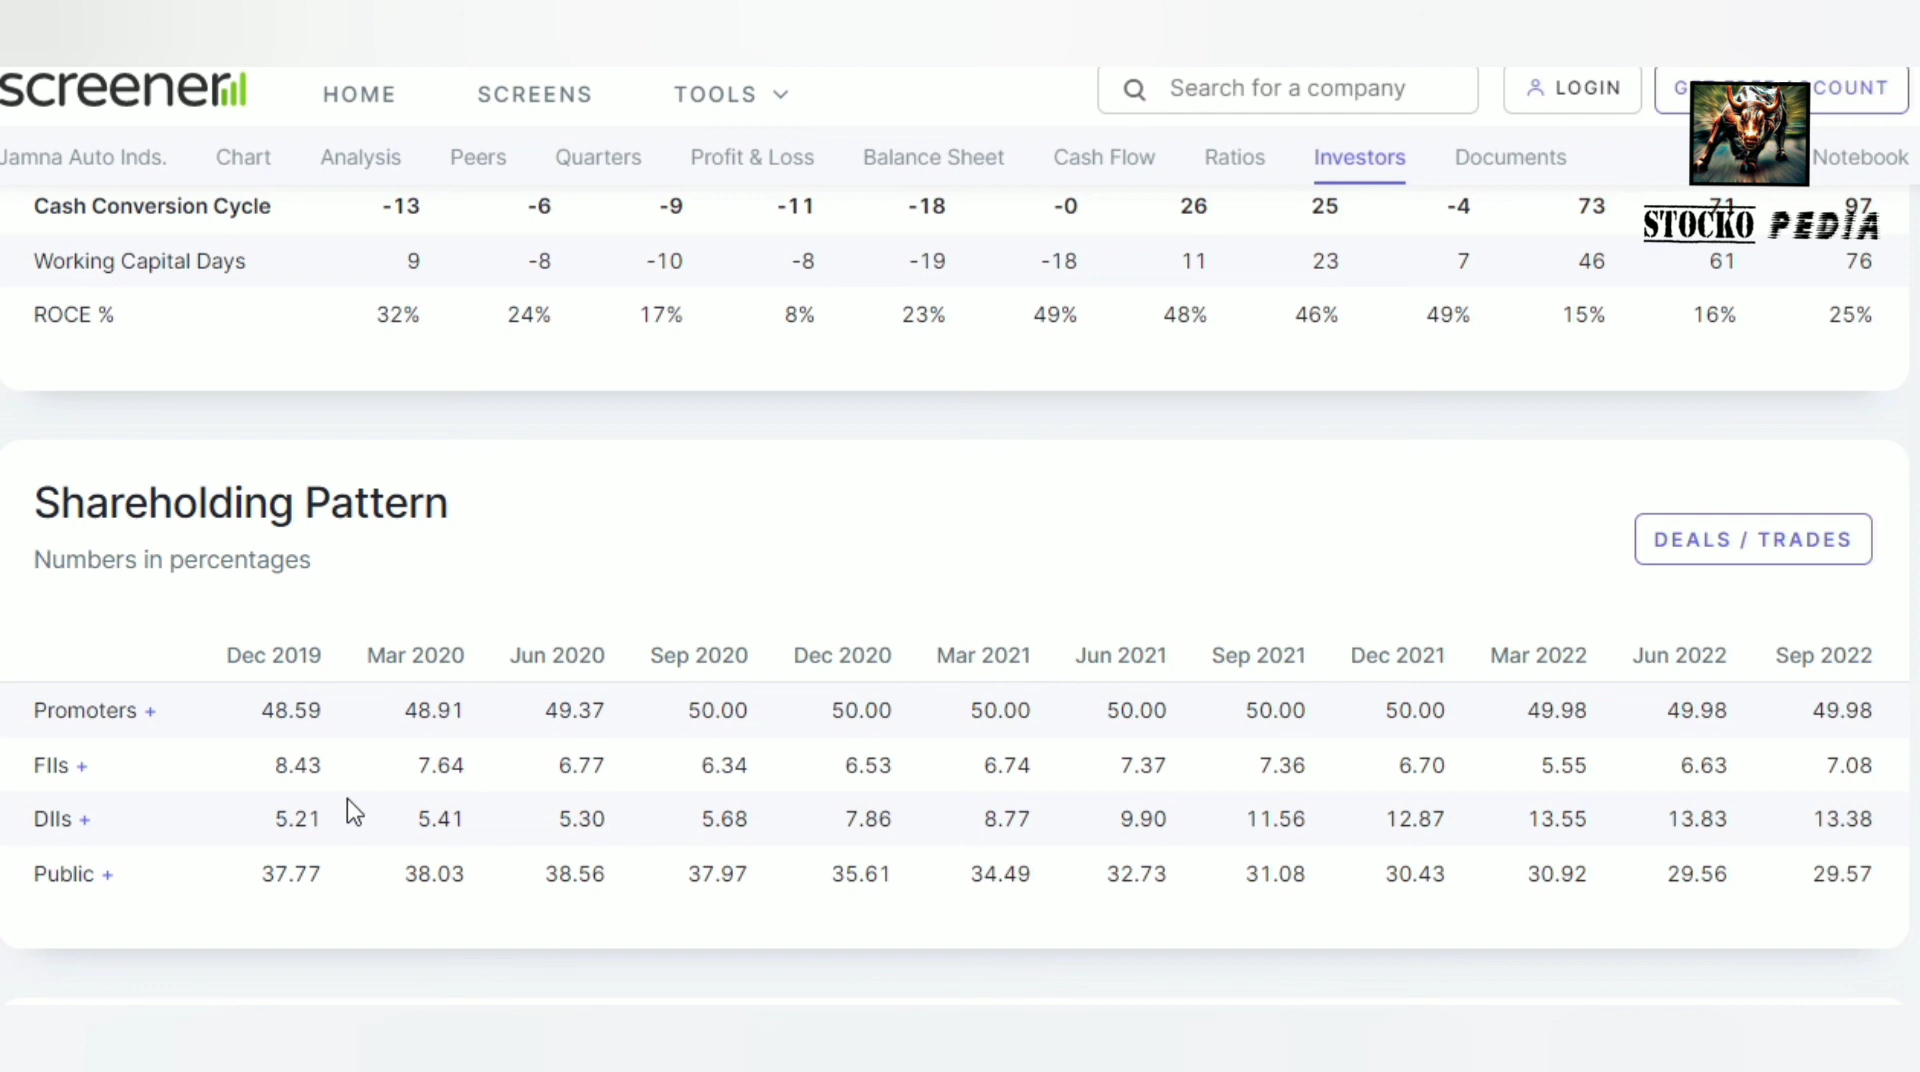 screener
HOME SCREENS TOOLS Search for a company LOGIN COUNT
Jamna Auto Inds. Chart Analysis Peers Quarters Profit & Loss Balance Sheet Cash Flow Ratios Investors Documents Notebook
Cash Conversion Cycle -13 -6 -9 -11 -18 -0 26 25 -4 73 71 97
STOCKO PEDIA
Working Capital Days 9 -8 -10 -8 -19 -18 11 23 7 46 61 76
ROCE % 32% 24% 17% 8% 23% 49% 48% 46% 49% 15% 16% 25%
Shareholding Pattern
DEALS / TRADES
Numbers in percentages
Dec 2019 Mar 2020 Jun 2020 Sep 2020 Dec 2020 Mar 2021 Jun 2021 Sep 2021 Dec 2021 Mar 2022 Jun 2022 Sep 2022
Promoters + 48.59 48.91 49.37 50.00 50.00 50.00 50.00 50.00 50.00 49.98 49.98 49.98
FIIs + 8.43 7.64 6.77 6.34 6.53 6.74 7.37 7.36 6.70 5.55 6.63 7.08
DIIs + 5.21 5.41 5.30 5.68 7.86 8.77 9.90 11.56 12.87 13.55 13.83 13.38
Public + 37.77 38.03 38.56 37.97 35.61 34.49 32.73 31.08 30.43 30.92 29.56 29.57